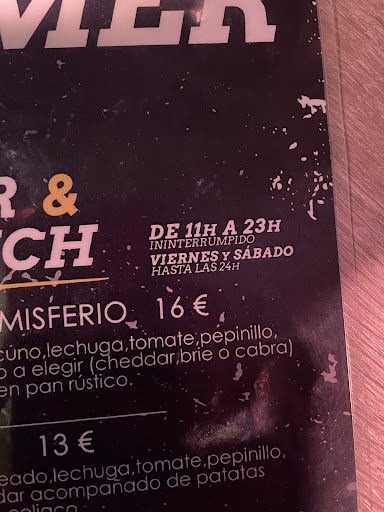 MER
R &
CH
DE 11H A 23H
ININTERRUMPIDO
VIERNES Y SÁBADO
HASTA LAS 24H
MISFERIO 16 €
cuno,lechuga,tomate,pepinillo,
o a elegir (cheddar,brie o cabra)
en pan rústico.
13 €
eado,lechuga,tomate,pepinillo,
dar acompañado de patatas